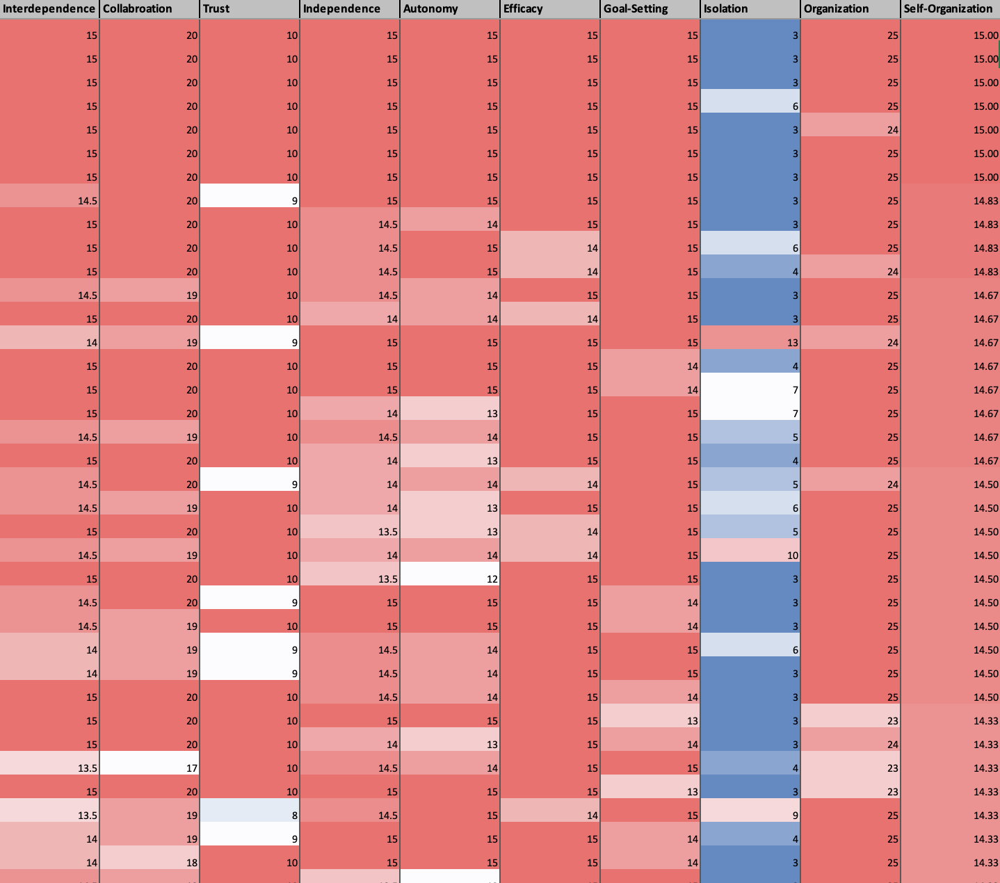 Interdependence Collabroation Trust Independence Autonomy Efficacy Goal-Setting Isolation Organization Self-Organization
15 20 10 15 15 15 15 3 25 15.00
15 20 10 15 15 15 15 3 25 15.00
15 20 10 15 15 15 15 3 25 15.00
15 20 10 15 15 15 15 6 25 15.00
15 20 10 15 15 15 15 3 24 15.00
15 20 10 15 15 15 15 3 25 15.00
15 20 10 15 15 15 15 3 25 15.00
14.5 20 9 15 15 15 15 3 25 14.83
15 20 10 14.5 14 15 15 3 25 14.83
15 20 10 14.5 15 14 15 6 25 14.83
15 20 10 14.5 15 14 15 4 24 14.83
14.5 19 10 14.5 14 15 15 3 25 14.67
15 20 10 14 14 14 15 3 25 14.67
14 19 9 15 15 15 15 13 24 14.67
15 20 10 15 15 15 14 4 25 14.67
15 20 10 15 15 15 14 7 25 14.67
15 20 10 14 13 15 15 7 25 14.67
14.5 19 10 14.5 14 15 15 5 25 14.67
15 20 10 14 13 15 15 4 25 14.67
14.5 20 9 14 14 14 15 5 24 14.50
14.5 19 10 14 13 15 15 6 25 14.50
15 20 10 13.5 13 14 15 5 25 14.50
14.5 19 10 14 14 14 15 10 25 14.50
15 20 10 13.5 12 15 15 3 25 14.50
14.5 20 9 15 15 15 14 3 25 14.50
14.5 19 10 15 15 15 14 3 25 14.50
14 19 9 14.5 14 15 15 6 25 14.50
14 19 9 14.5 14 15 15 3 25 14.50
15 20 10 14.5 14 15 14 3 25 14.50
15 20 10 15 15 15 13 3 23 14.33
15 20 10 14 13 15 14 3 24 14.33
13.5 17 10 14.5 14 15 15 4 23 14.33
15 20 10 15 15 15 13 3 23 14.33
13.5 19 8 14.5 15 14 15 9 25 14.33
14 19 9 15 15 15 14 4 25 14.33
14 18 10 15 15 15 14 3 25 14.33